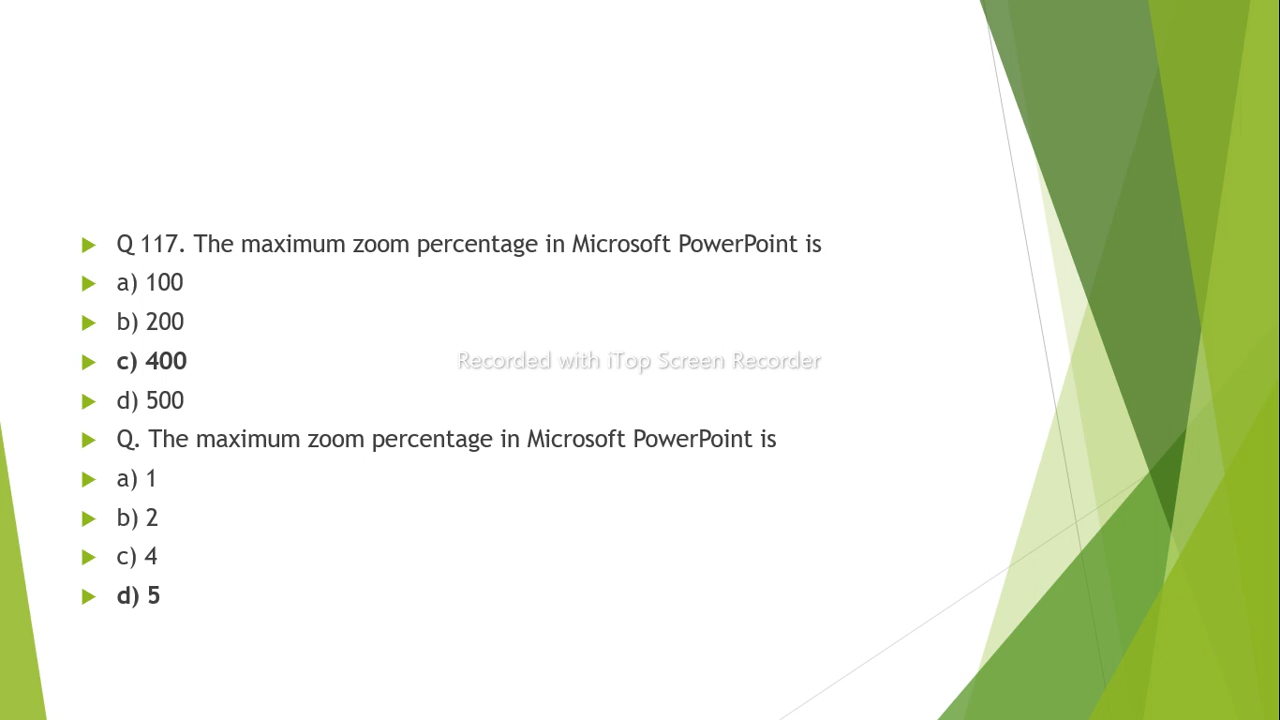 Q 117. The maximum zoom percentage in Microsoft PowerPoint is
a) 100
b) 200
c) 400
Recorded with iTop Screen Recorder
d) 500
Q. The maximum zoom percentage in Microsoft PowerPoint is
a) 1
b) 2
c) 4
d) 5